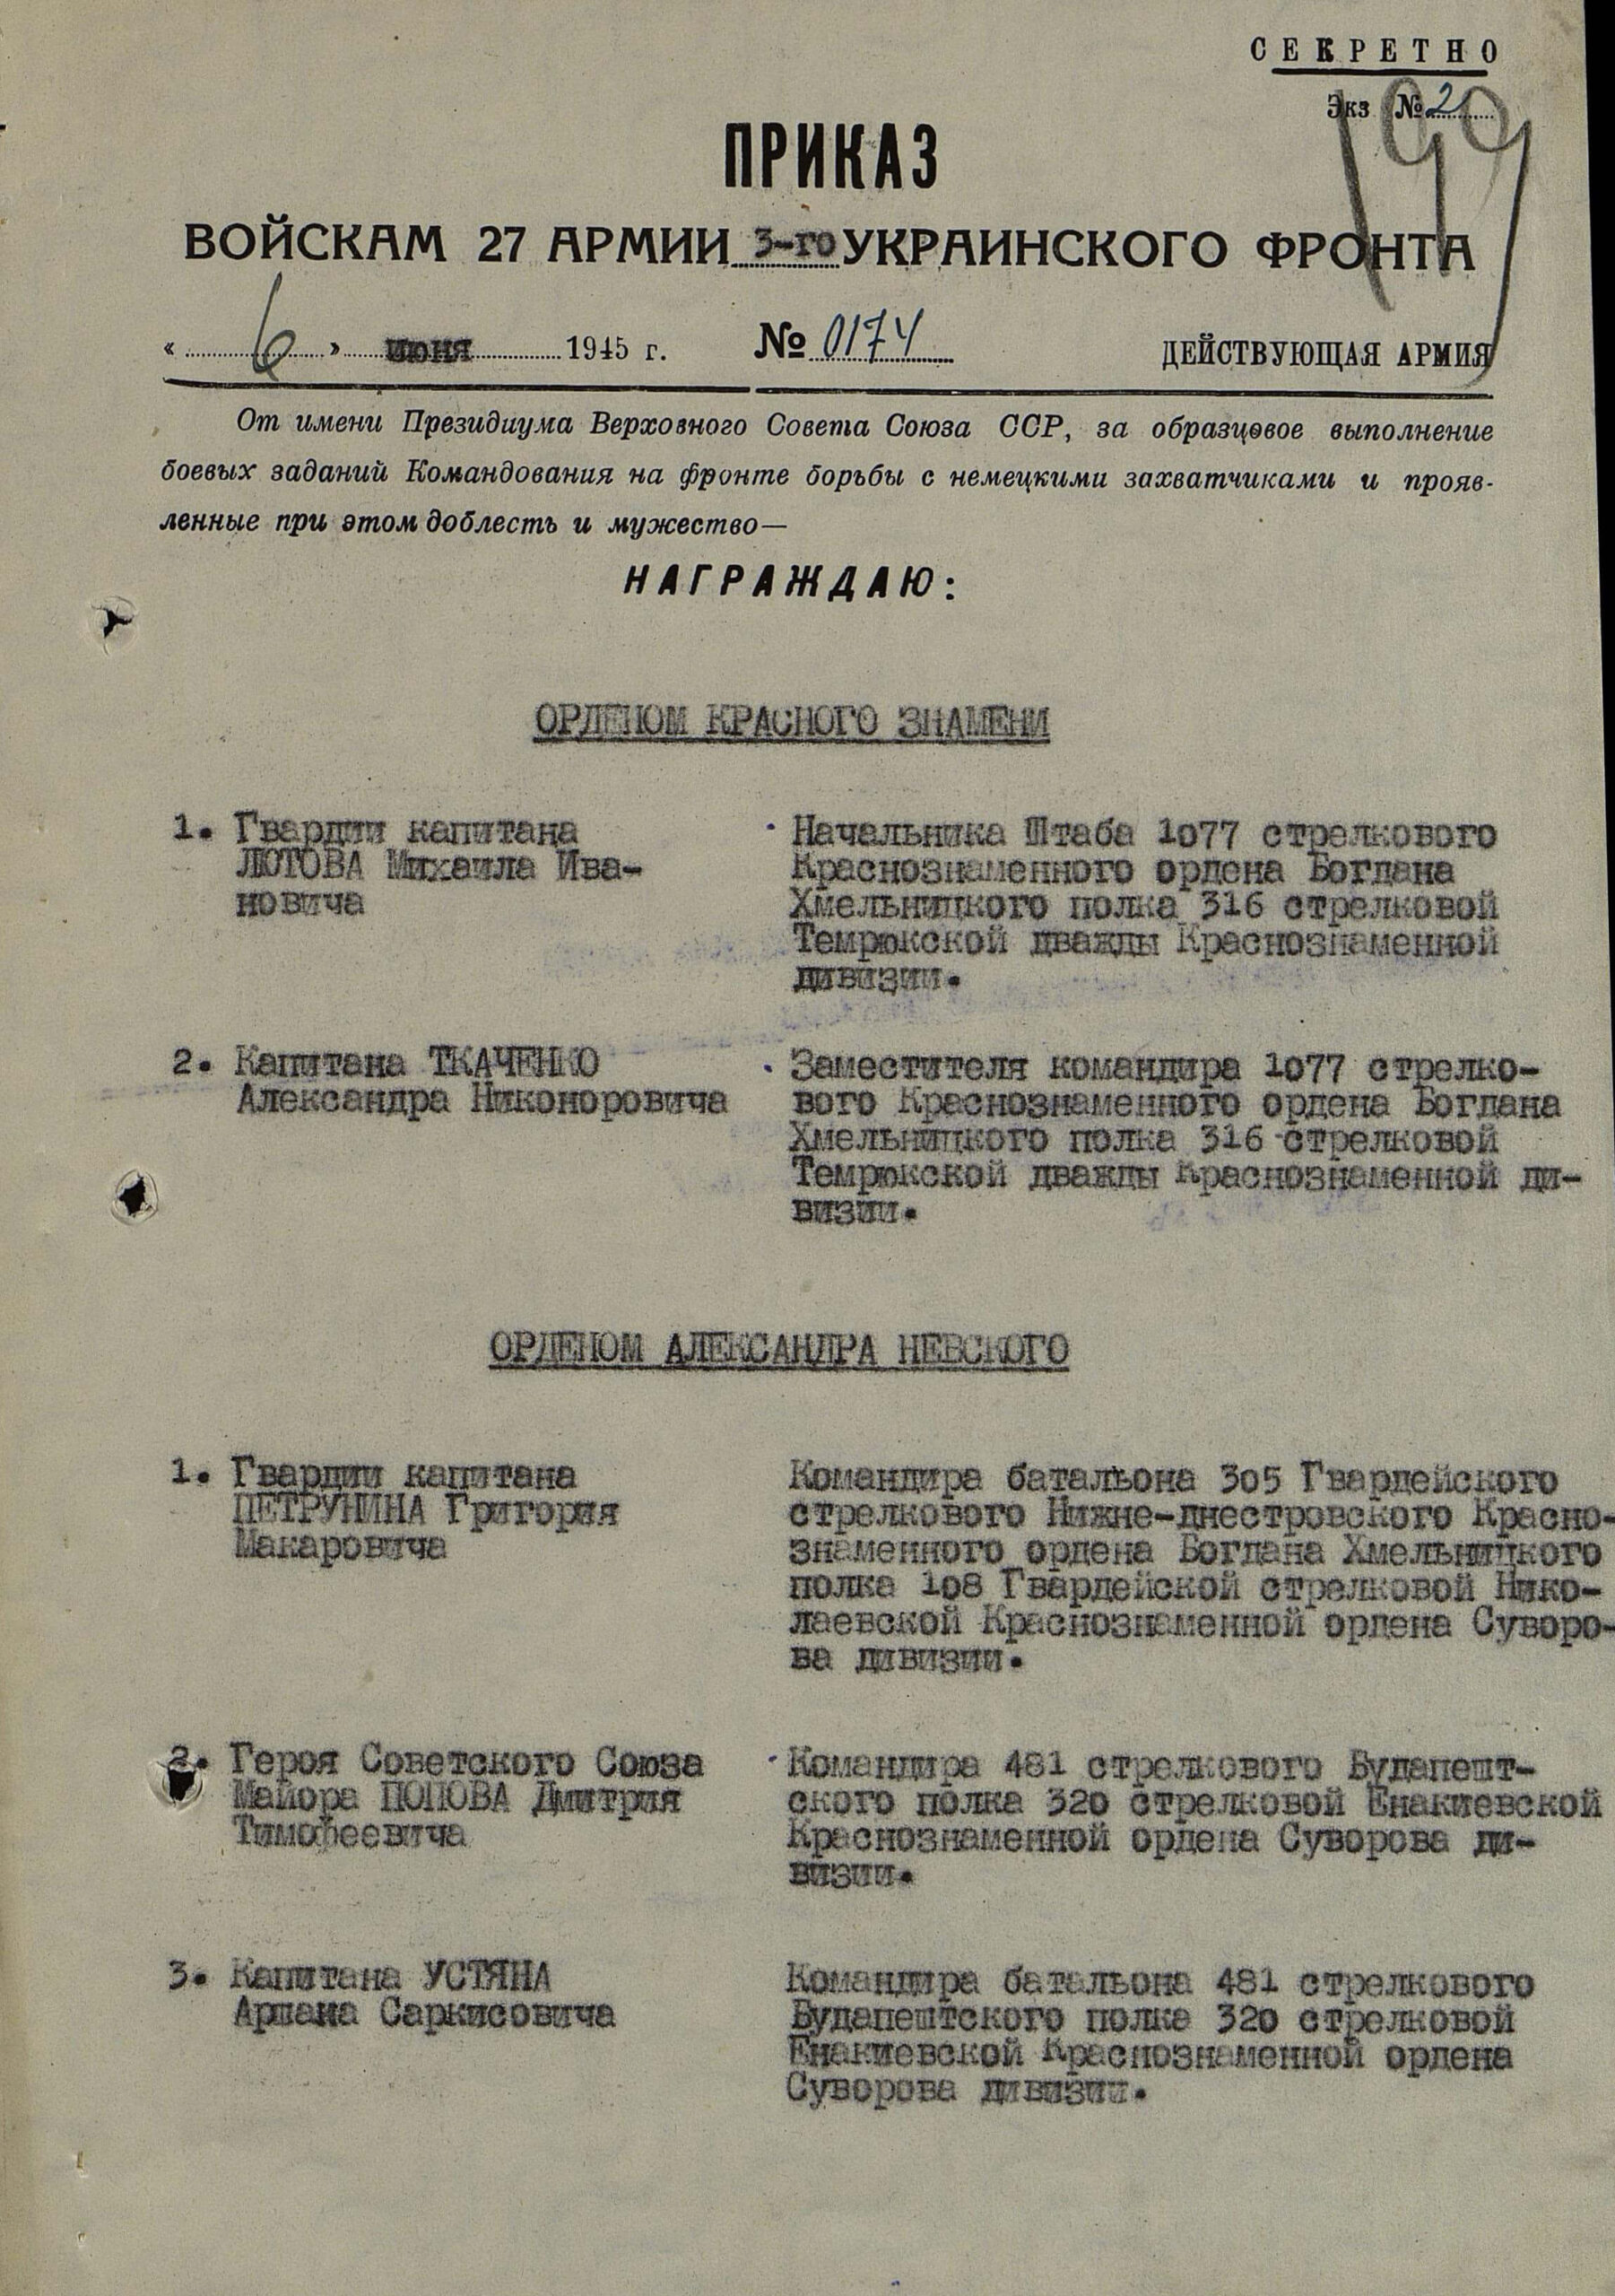 СЕКРЕТНО
Экз №2
199
ПРИКАЗ
ВОЙСКАМ 27 АРМИИ 3-го УКРАИНСКОГО ФРОНТА
« 6 » июня 1945 г. № 0174 ДЕЙСТВУЮЩАЯ АРМИЯ
От имени Президиума Верховного Совета Союза ССР, за образцовое выполнение
боевых заданий Командования на фронте борьбы с немецкими захватчиками и прояв-
ленные при этом доблесть и мужество—
НАГРАЖДАЮ:
ОРДЕНОМ КРАСНОГО ЗНАМЕНИ
1. Гвардии капитана
ЛЮТОВА Михаила Ива-
новича
Начальника Штаба 1077 стрелкового
Краснознаменного ордена Богдана
Хмельницкого полка 316 стрелковой
Темрюкской дважды Краснознаменной
дивизии.
2. Капитана ТКАЧЕНКО
Александра Никоноровича
Заместителя командира 1077 стрелко-
вого Краснознаменного ордена Богдана
Хмельницкого полка 316 стрелковой
Темрюкской дважды Краснознаменной ди-
визии.
ОРДЕНОМ АЛЕКСАНДРА НЕВСКОГО
1. Гвардии капитана
ПЕТРУНИНА Григория
Макаровича
Командира батальона 305 Гвардейского
стрелкового Нижне-днестровского Красно-
знаменного ордена Богдана Хмельницкого
полка 108 Гвардейской стрелковой Нико-
лаевской Краснознаменной ордена Суворо-
ва дивизии.
2. Героя Советского Союза
Майора ПОПОВА Дмитрия
Тимофеевича
Командира 481 стрелкового Будапешт-
ского полка 320 стрелковой Енакиевской
Краснознаменной ордена Суворова ди-
визии.
3. Капитана УСТЯНА
Аршана Саркисовича
Командира батальона 481 стрелкового
Будапештского полка 320 стрелковой
Енакиевской Краснознаменной ордена
Суворова дивизии.